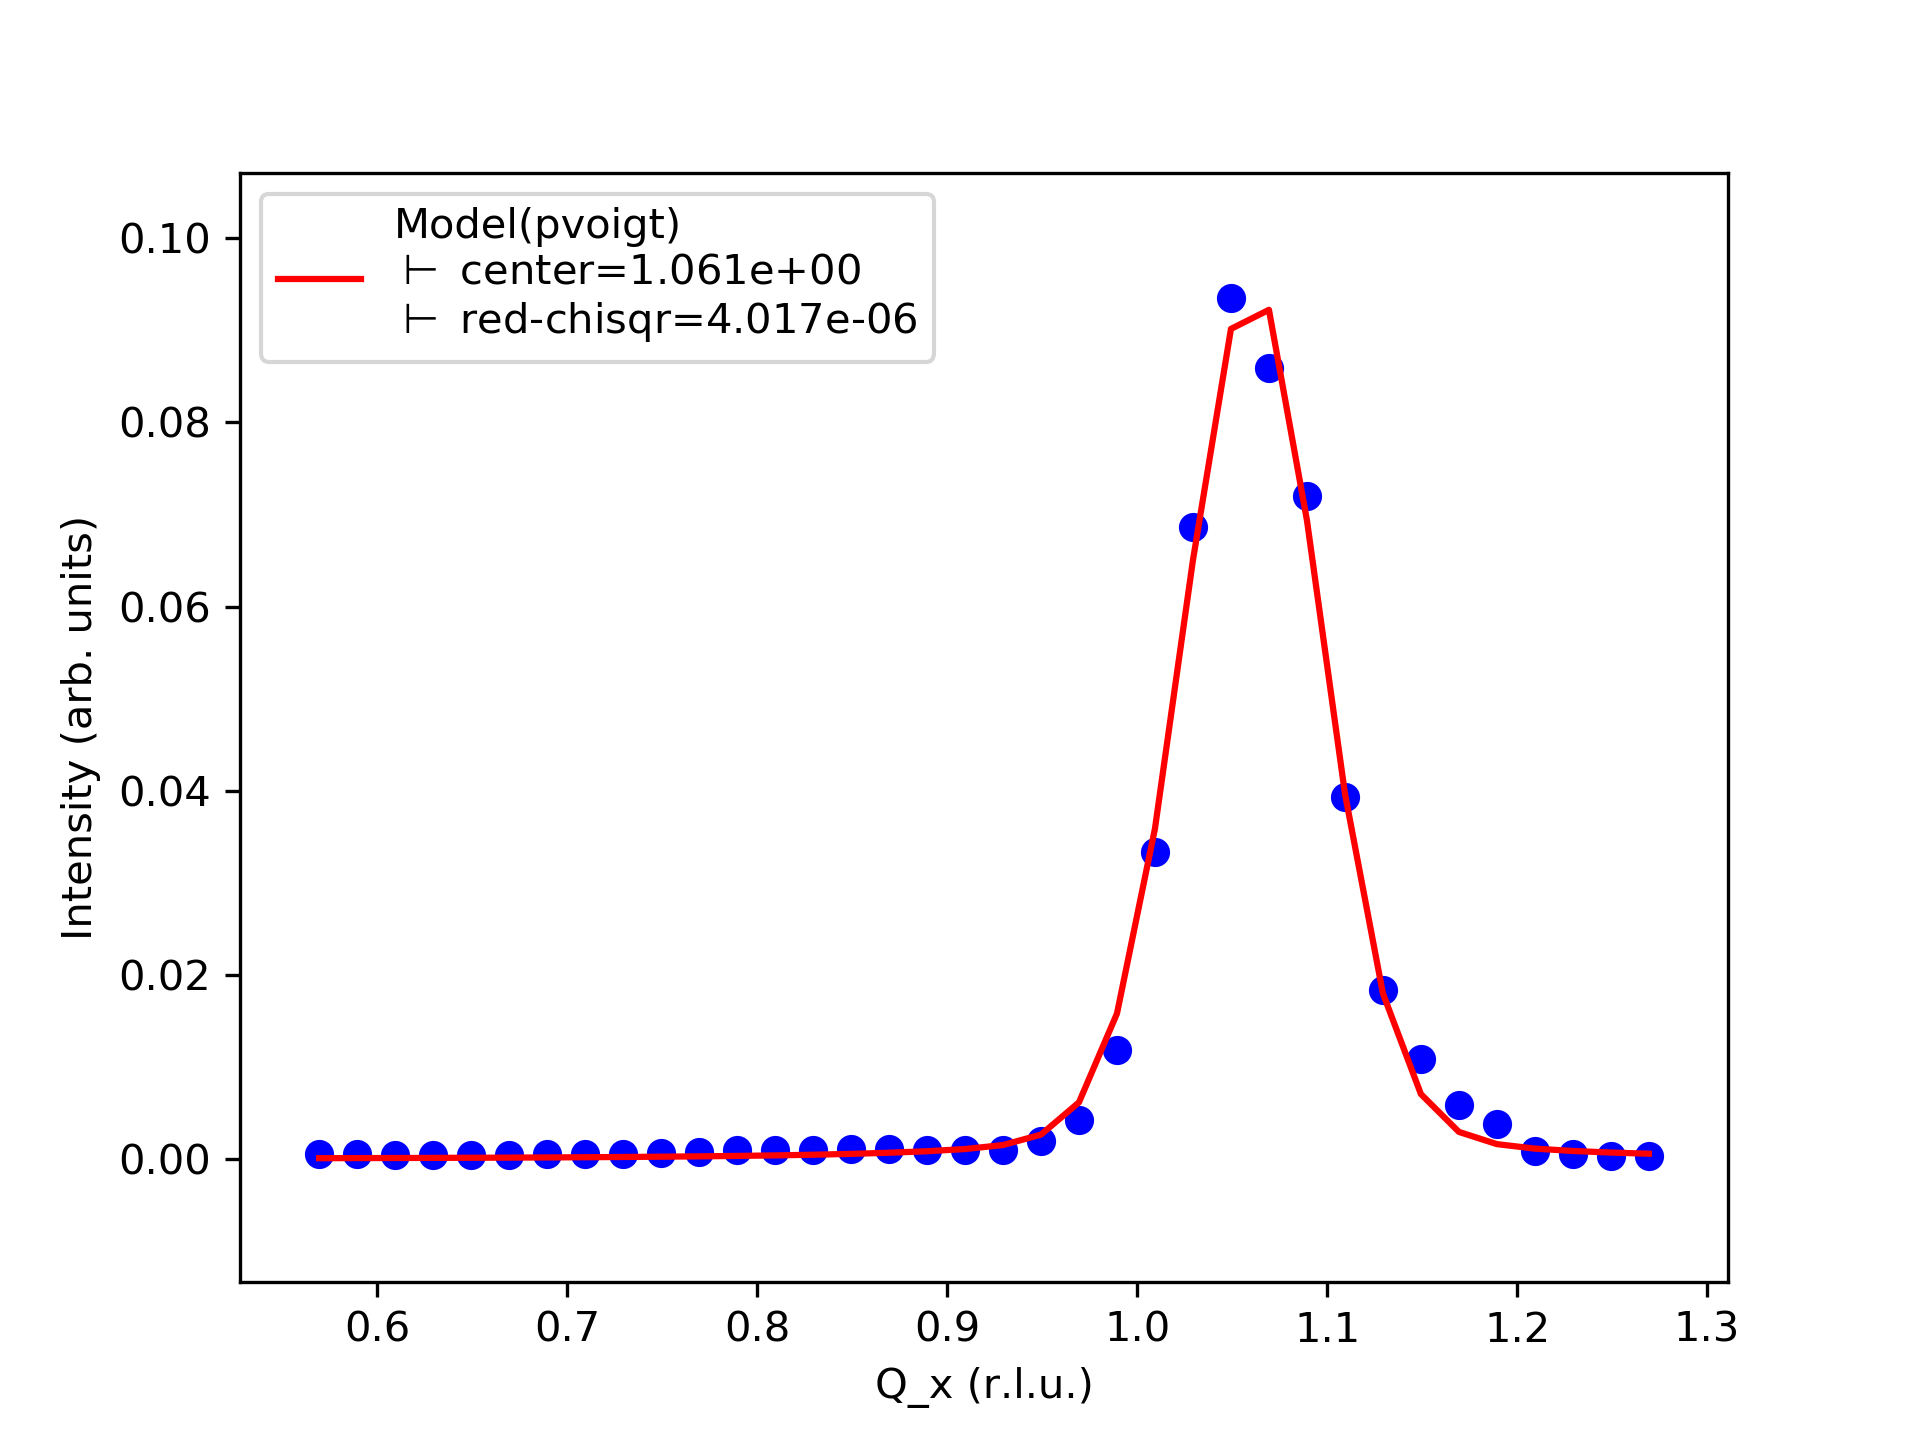 Model(pvoigt)
⊢ center=1.061e+00
⊢ red-chisqr=4.017e-06
0.10
0.08
0.06
0.04
0.02
0.00
Intensity (arb. units)
0.6 0.7 0.8 0.9 1.0 1.1 1.2 1.3
Q_x (r.l.u.)